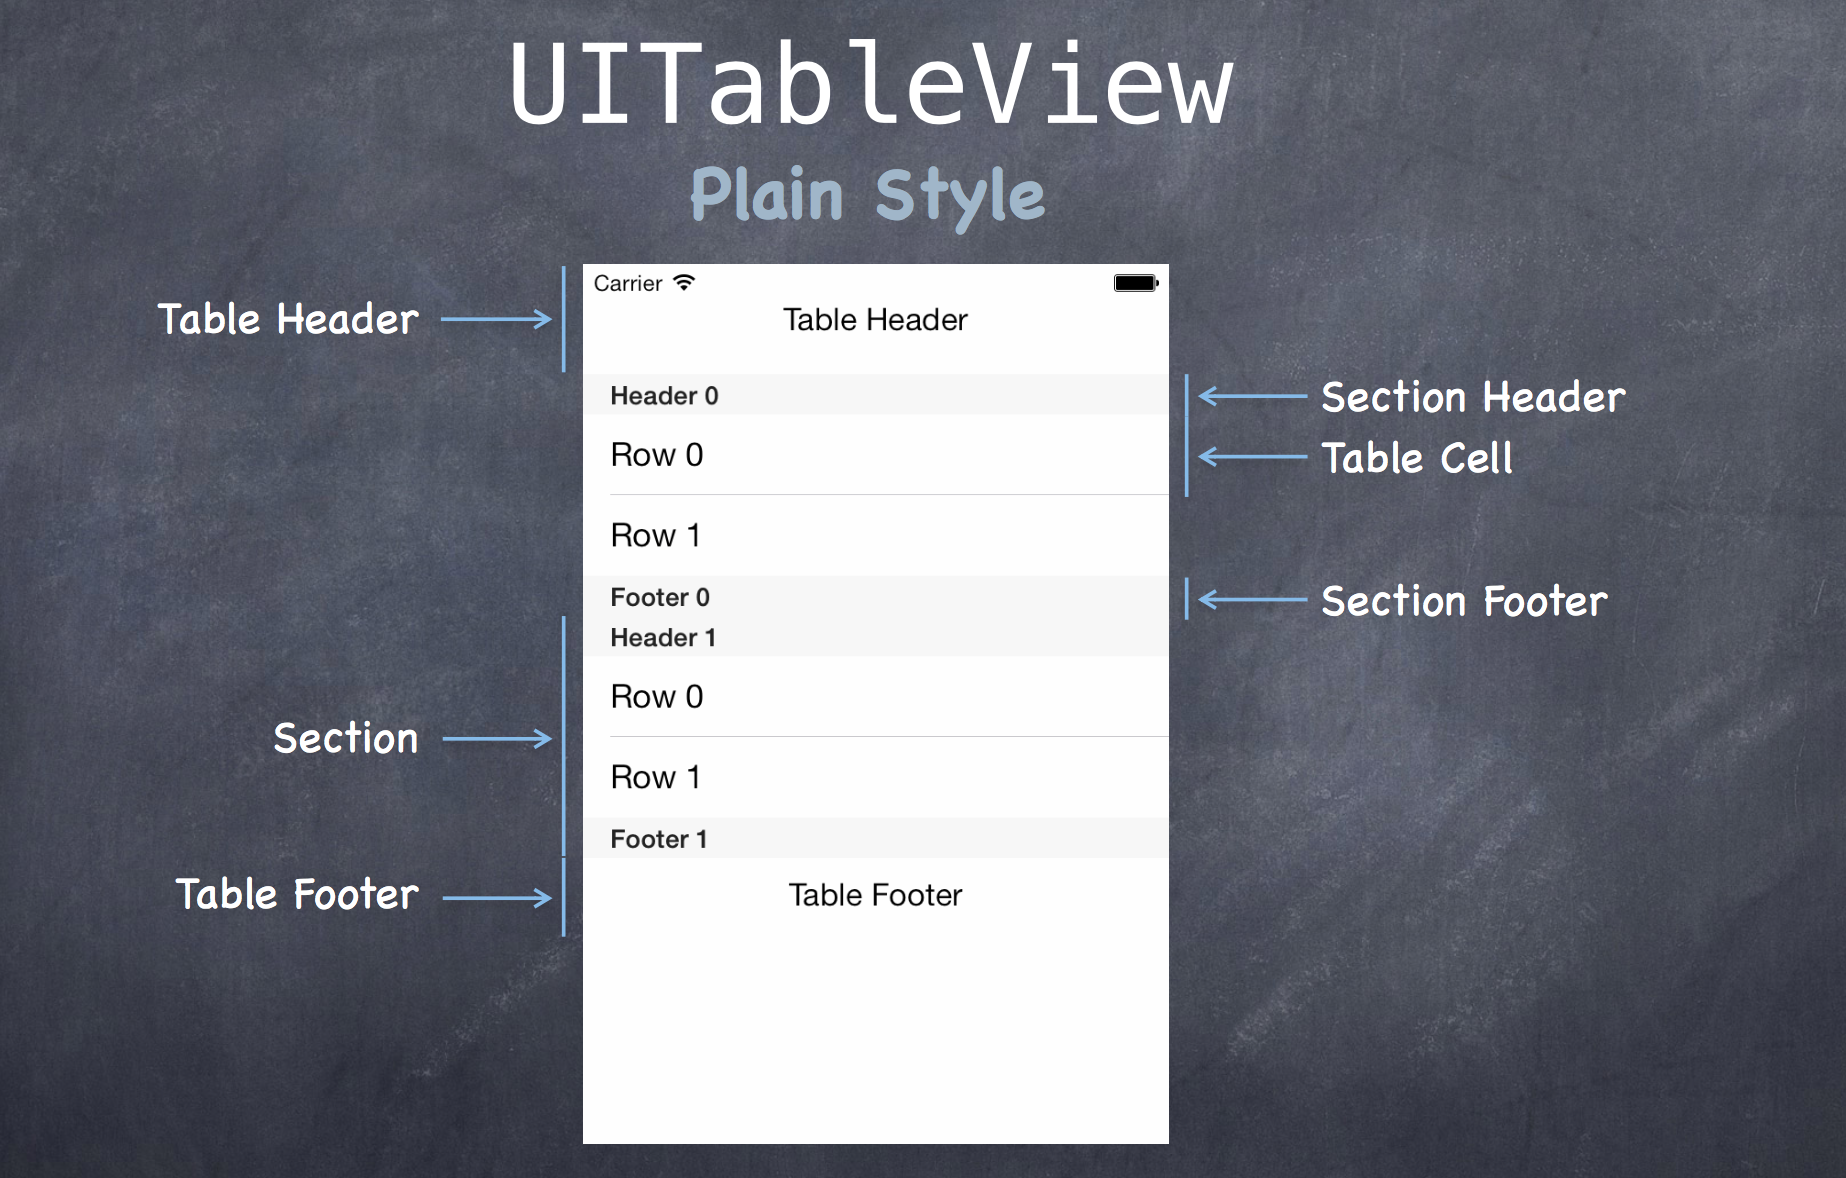 UITableView
Plain Style
Carrier
Table Header
Table Header
Header 0
Section Header
Row 0
Table Cell
Row 1
Footer 0
Section Footer
Header 1
Row 0
Section
Row 1
Footer 1
Table Footer
Table Footer